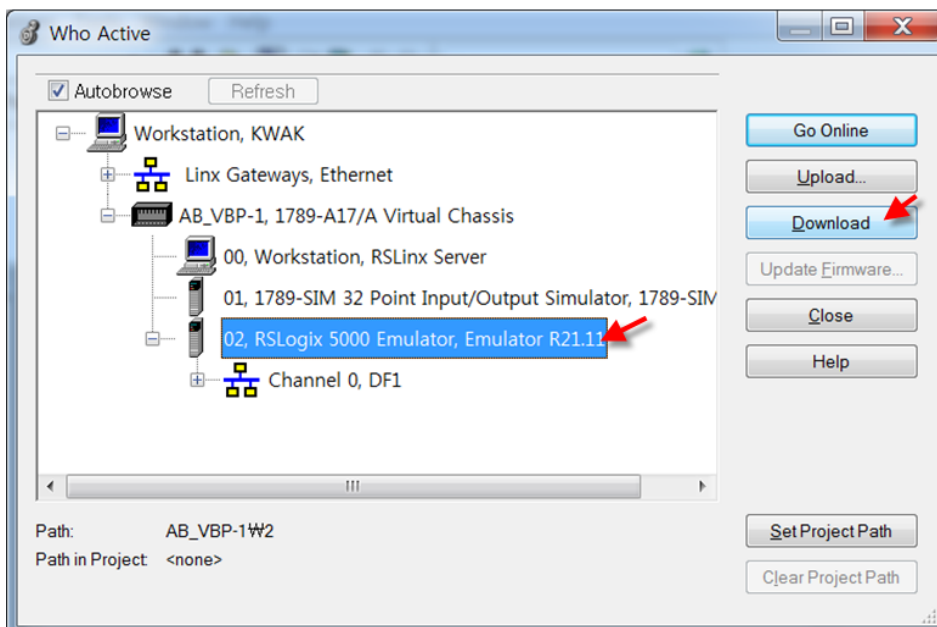 Who Active
Autobrowse
Refresh
Workstation, KWAK
Linx Gateways, Ethernet
AB_VBP-1, 1789-A17/A Virtual Chassis
00, Workstation, RSLinx Server
01, 1789-SIM 32 Point Input/Output Simulator, 1789-SIM
02, RSLogix 5000 Emulator, Emulator R21.11
Channel 0, DF1
Go Online
Upload...
Download
Update Firmware...
Close
Help
Path: AB_VBP-1₩2
Path in Project: <none>
Set Project Path
Clear Project Path